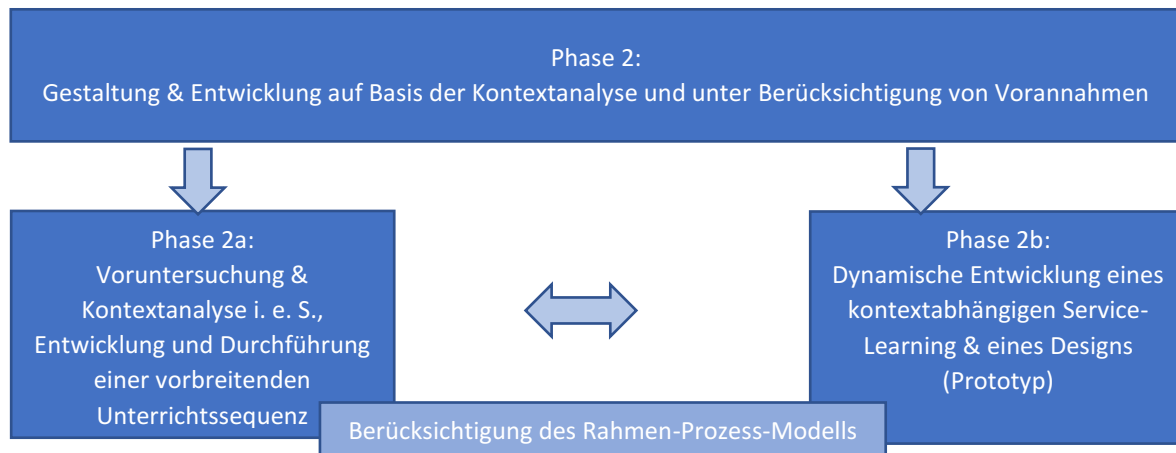 Phase 2:
Gestaltung & Entwicklung auf Basis der Kontextanalyse und unter Berücksichtigung von Vorannahmen
Phase 2a:
Voruntersuchung &
Kontextanalyse i. e. S.,
Entwicklung und Durchführung
einer vorbreitenden
Unterrichtssequenz
Phase 2b:
Dynamische Entwicklung eines
kontextabhängigen Service-
Learning & eines Designs
(Prototyp)
Berücksichtigung des Rahmen-Prozess-Modells